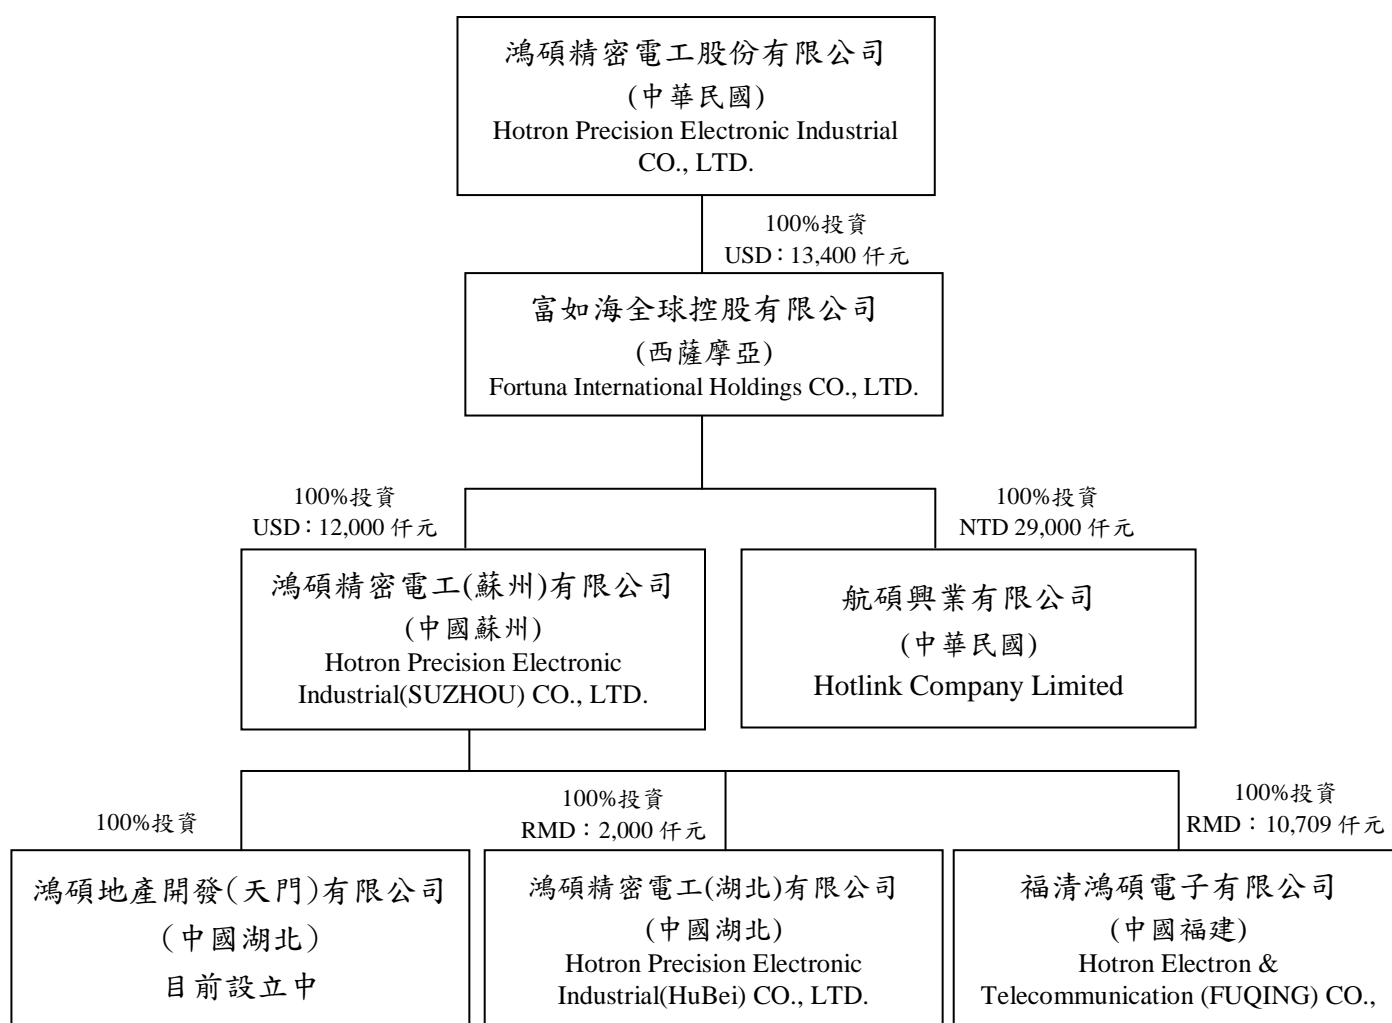 鴻碩精密電工股份有限公司
(中華民國)
Hotron Precision Electronic Industrial
CO., LTD.
100%投資
USD：13,400 仟元
富如海全球控股有限公司
(西薩摩亞)
Fortuna International Holdings CO., LTD.
100%投資
USD：12,000 仟元
100%投資
NTD 29,000 仟元
鴻碩精密電工(蘇州)有限公司
(中國蘇州)
Hotron Precision Electronic
Industrial(SUZHOU) CO., LTD.
航碩興業有限公司
(中華民國)
Hotlink Company Limited
100%投資
100%投資
RMD：2,000 仟元
100%投資
RMD：10,709 仟元
鴻碩地產開發(天門)有限公司
(中國湖北)
目前設立中
鴻碩精密電工(湖北)有限公司
(中國湖北)
Hotron Precision Electronic
Industrial(HuBei) CO., LTD.
福清鴻碩電子有限公司
(中國福建)
Hotron Electron &
Telecommunication (FUQING) CO.,